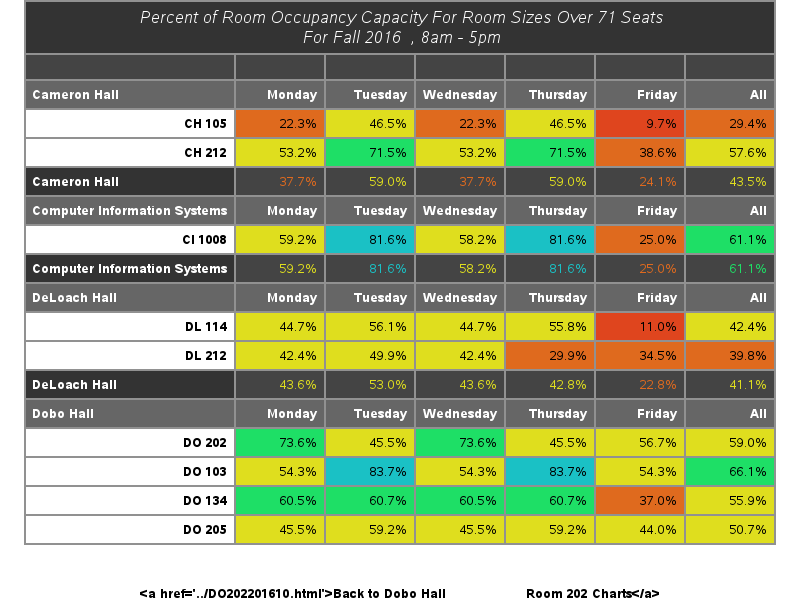 Percent of Room Occupancy Capacity For Room Sizes Over 71 Seats
For Fall 2016 , 8am - 5pm
Cameron Hall Monday Tuesday Wednesday Thursday Friday All
CH 105 22.3% 46.5% 22.3% 46.5% 9.7% 29.4%
CH 212 53.2% 71.5% 53.2% 71.5% 38.6% 57.6%
Cameron Hall 37.7% 59.0% 37.7% 59.0% 24.1% 43.5%
Computer Information Systems Monday Tuesday Wednesday Thursday Friday All
CI 1008 59.2% 81.6% 58.2% 81.6% 25.0% 61.1%
Computer Information Systems 59.2% 81.6% 58.2% 81.6% 25.0% 61.1%
DeLoach Hall Monday Tuesday Wednesday Thursday Friday All
DL 114 44.7% 56.1% 44.7% 55.8% 11.0% 42.4%
DL 212 42.4% 49.9% 42.4% 29.9% 34.5% 39.8%
DeLoach Hall 43.6% 53.0% 43.6% 42.8% 22.8% 41.1%
Dobo Hall Monday Tuesday Wednesday Thursday Friday All
DO 202 73.6% 45.5% 73.6% 45.5% 56.7% 59.0%
DO 103 54.3% 83.7% 54.3% 83.7% 54.3% 66.1%
DO 134 60.5% 60.7% 60.5% 60.7% 37.0% 55.9%
DO 205 45.5% 59.2% 45.5% 59.2% 44.0% 50.7%
<a href='../DO202201610.html'>Back to Dobo Hall Room 202 Charts</a>